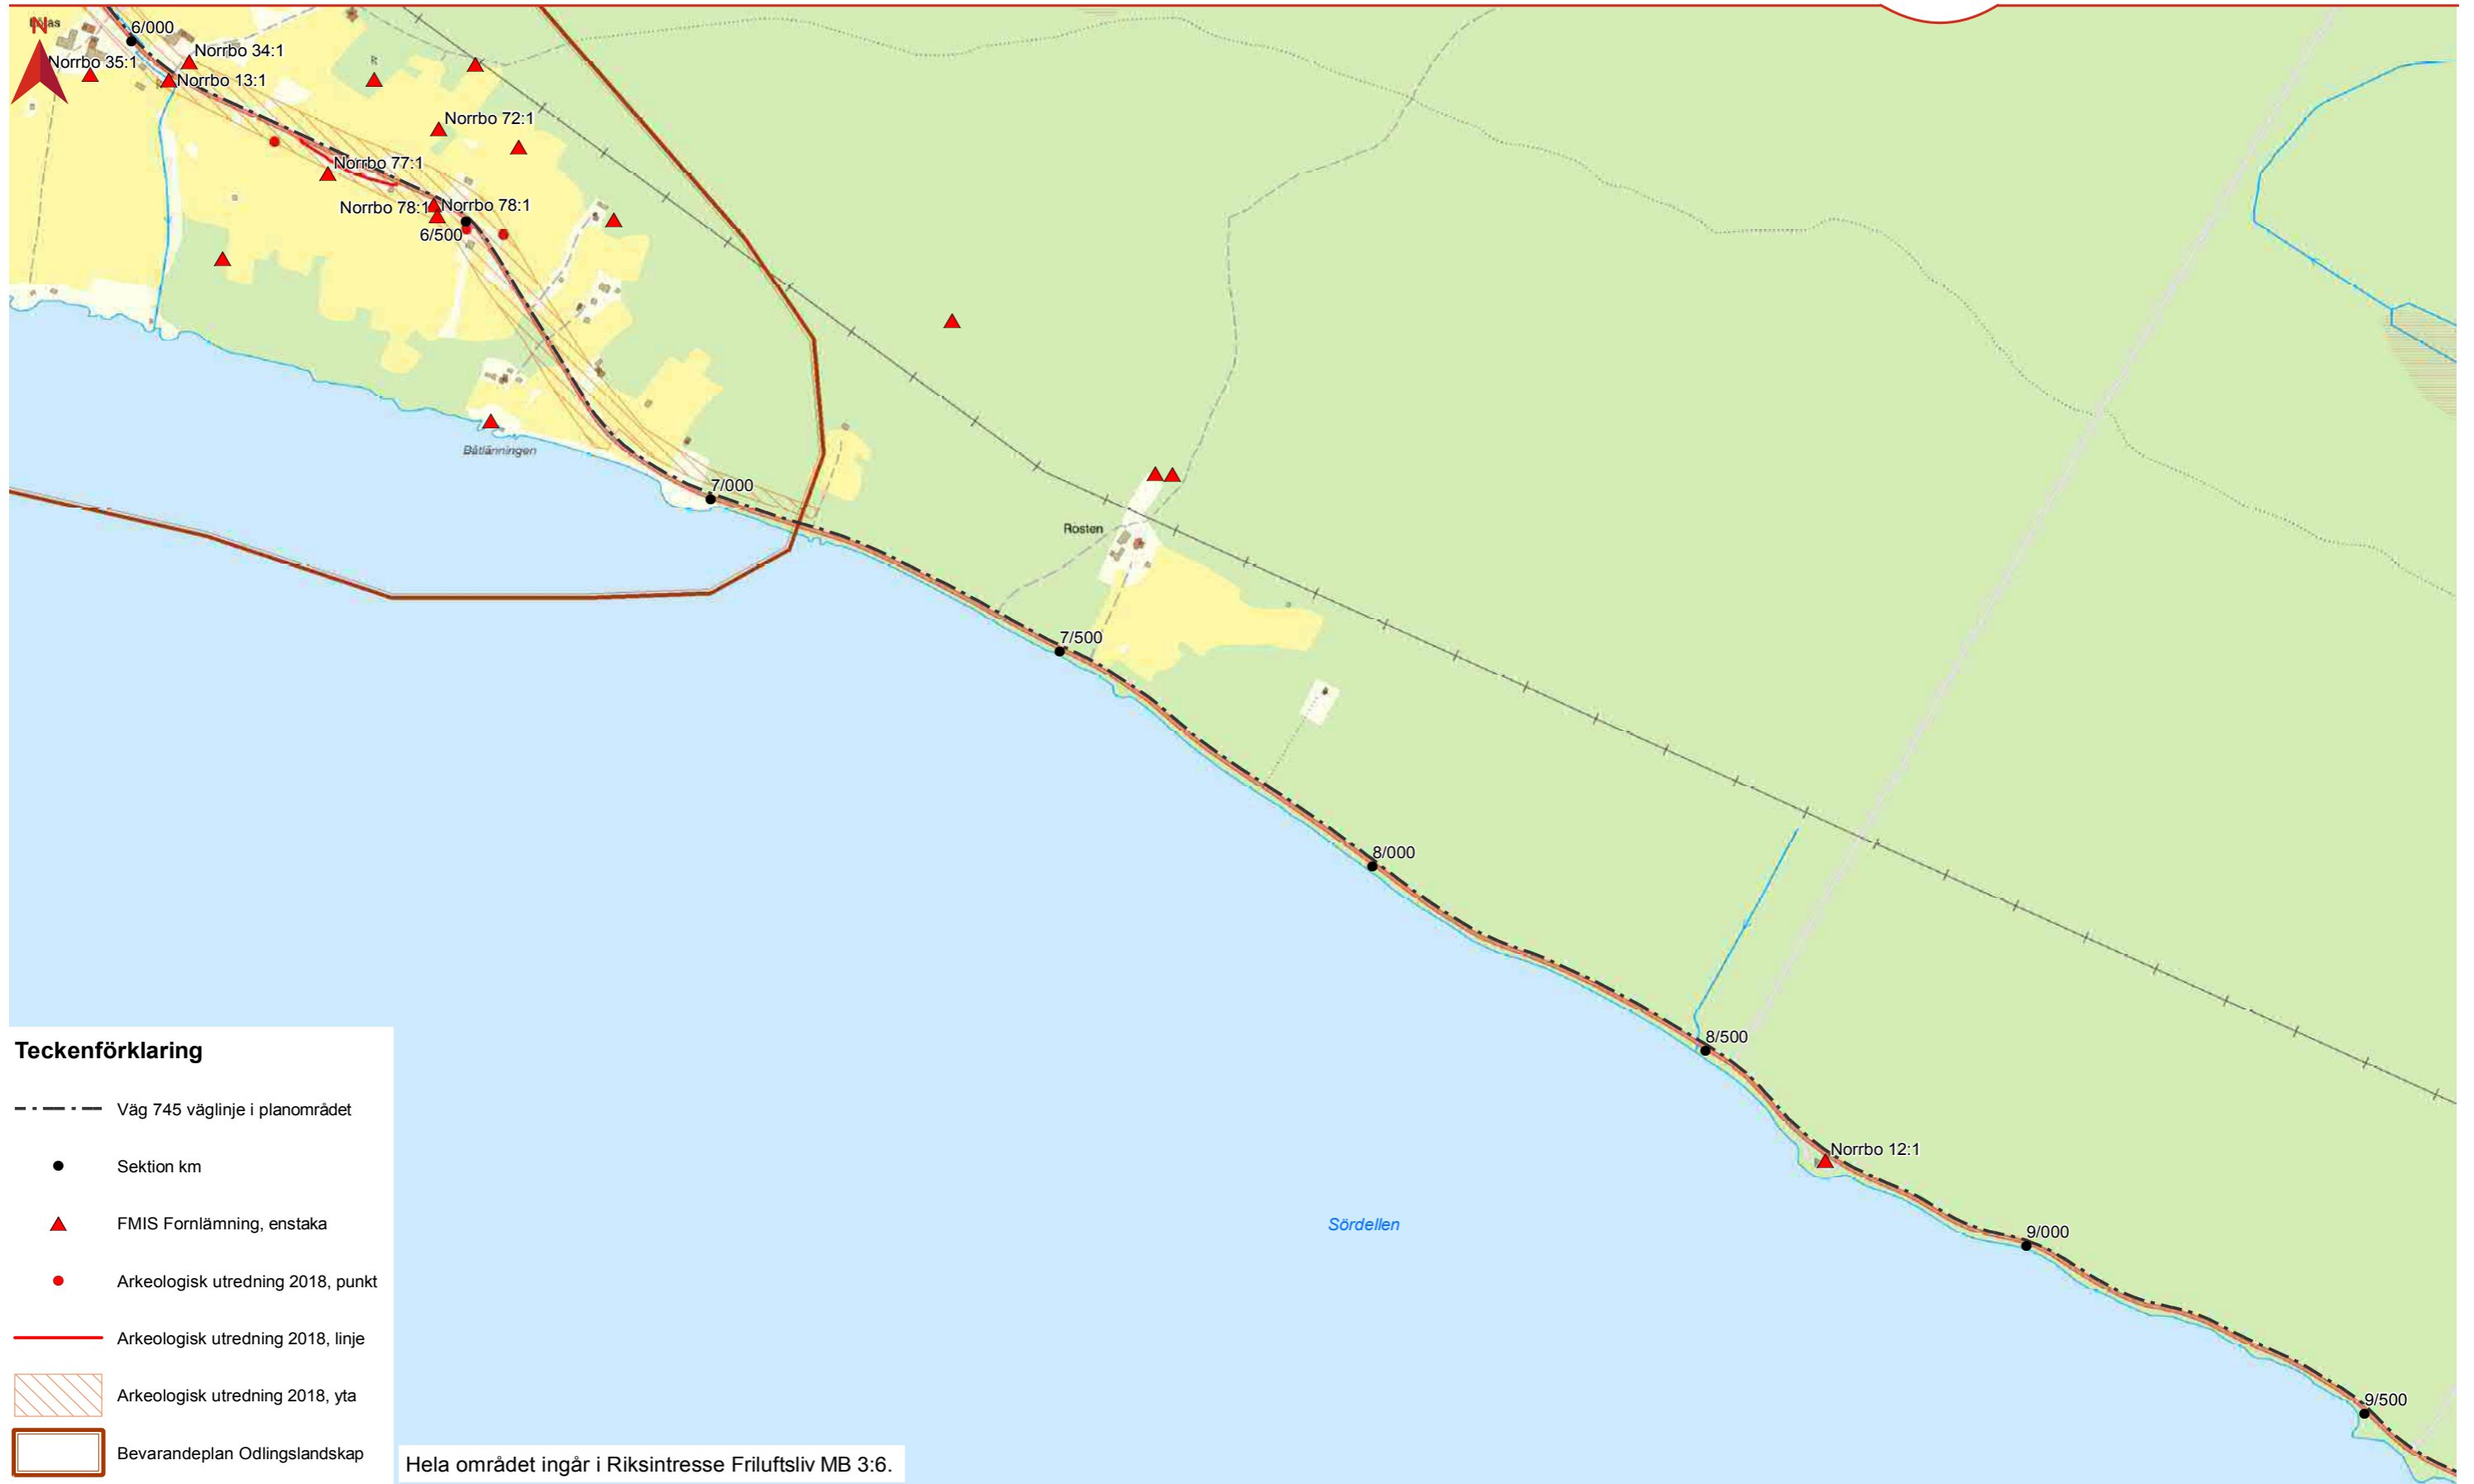 N
6/000
Norrbo 34:1
Norrbo 35:1
Norrbo 13:1
R
Norrbo 72:1
Norrbo 77:1
Norrbo 78:1
Norrbo 78:1
6/500
Båtlänningen
7/000
Rosten
7/500
8/000
8/500
Norrbo 12:1
Sördellen
9/000
9/500
Teckenförklaring
Väg 745 väglinje i planområdet
Sektion km
FMIS Fornlämning, enstaka
Arkeologisk utredning 2018, punkt
Arkeologisk utredning 2018, linje
Arkeologisk utredning 2018, yta
Bevarandeplan Odlingslandskap
Hela området ingår i Riksintresse Friluftsliv MB 3:6.